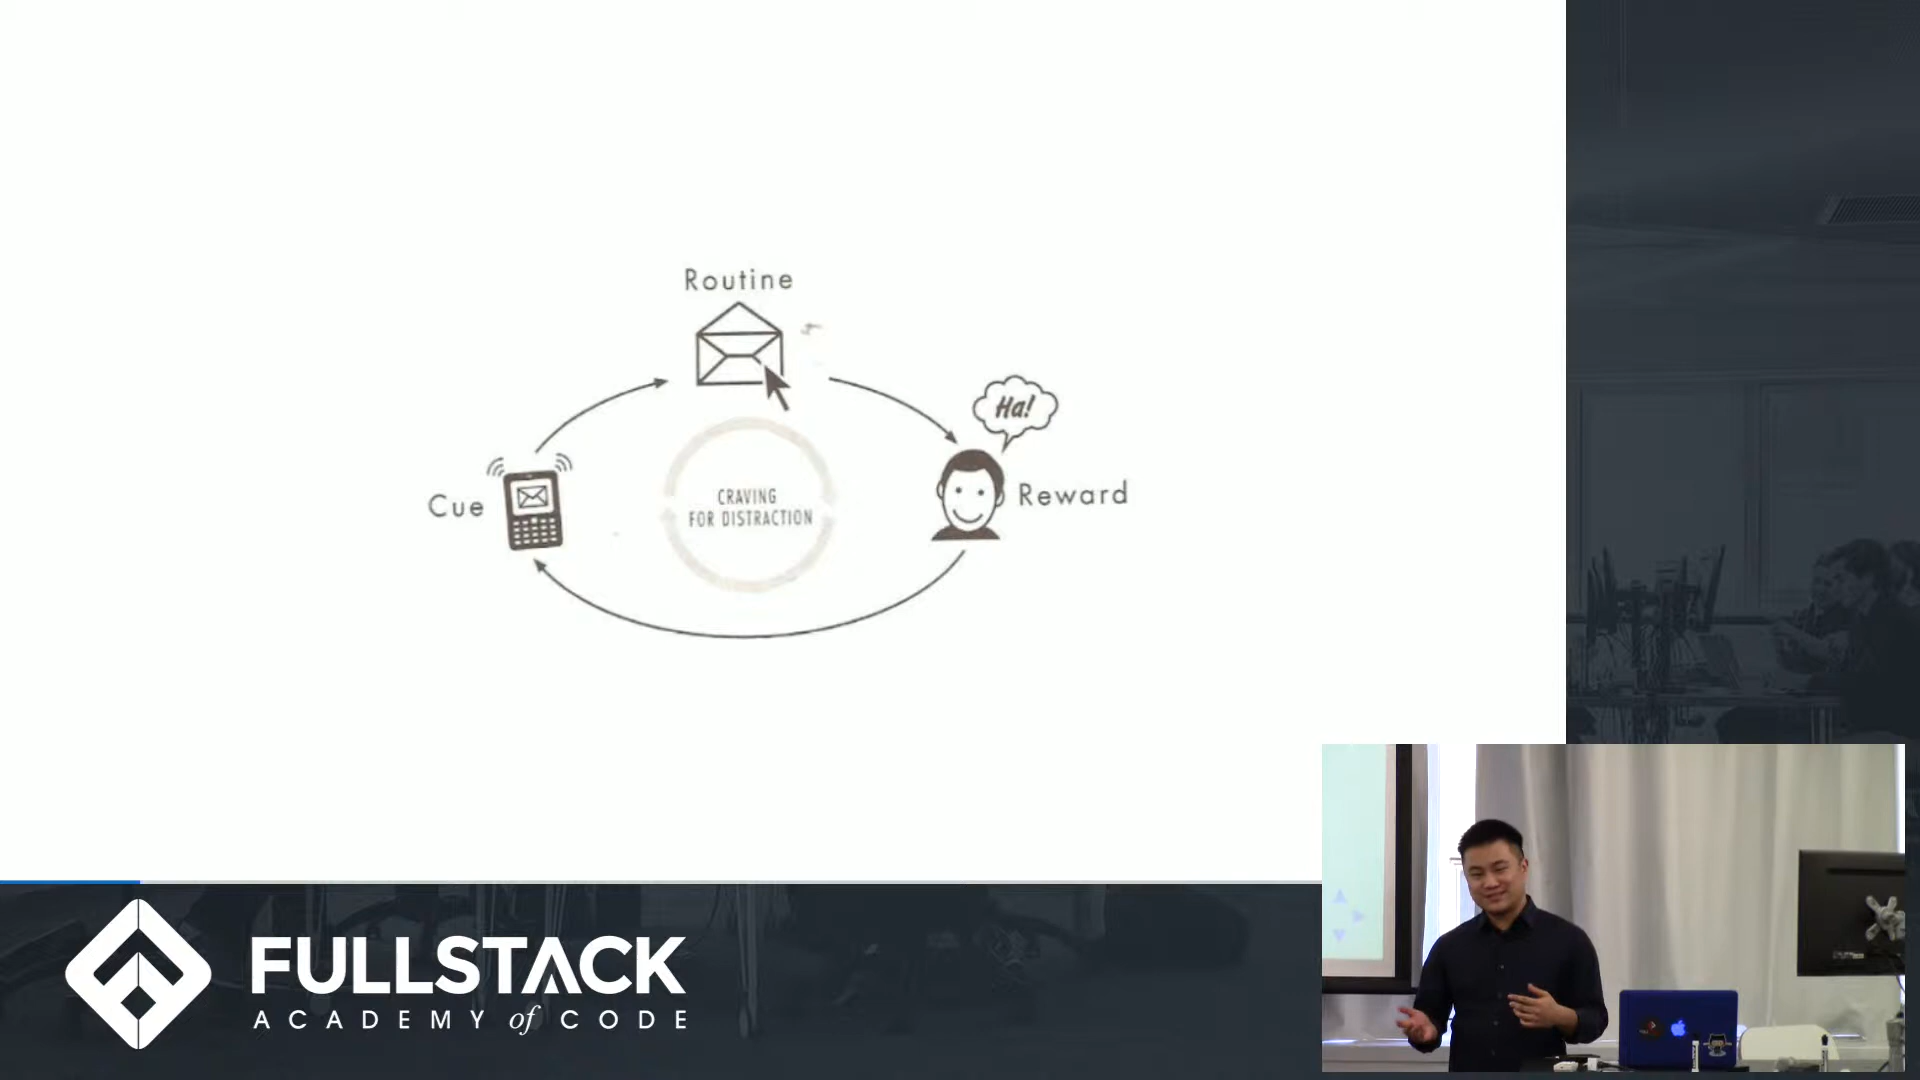 Routine
Ha!
Cue
CRAVING
FOR DISTRACTION
Reward
FULLSTACK
ACADEMY of CODE